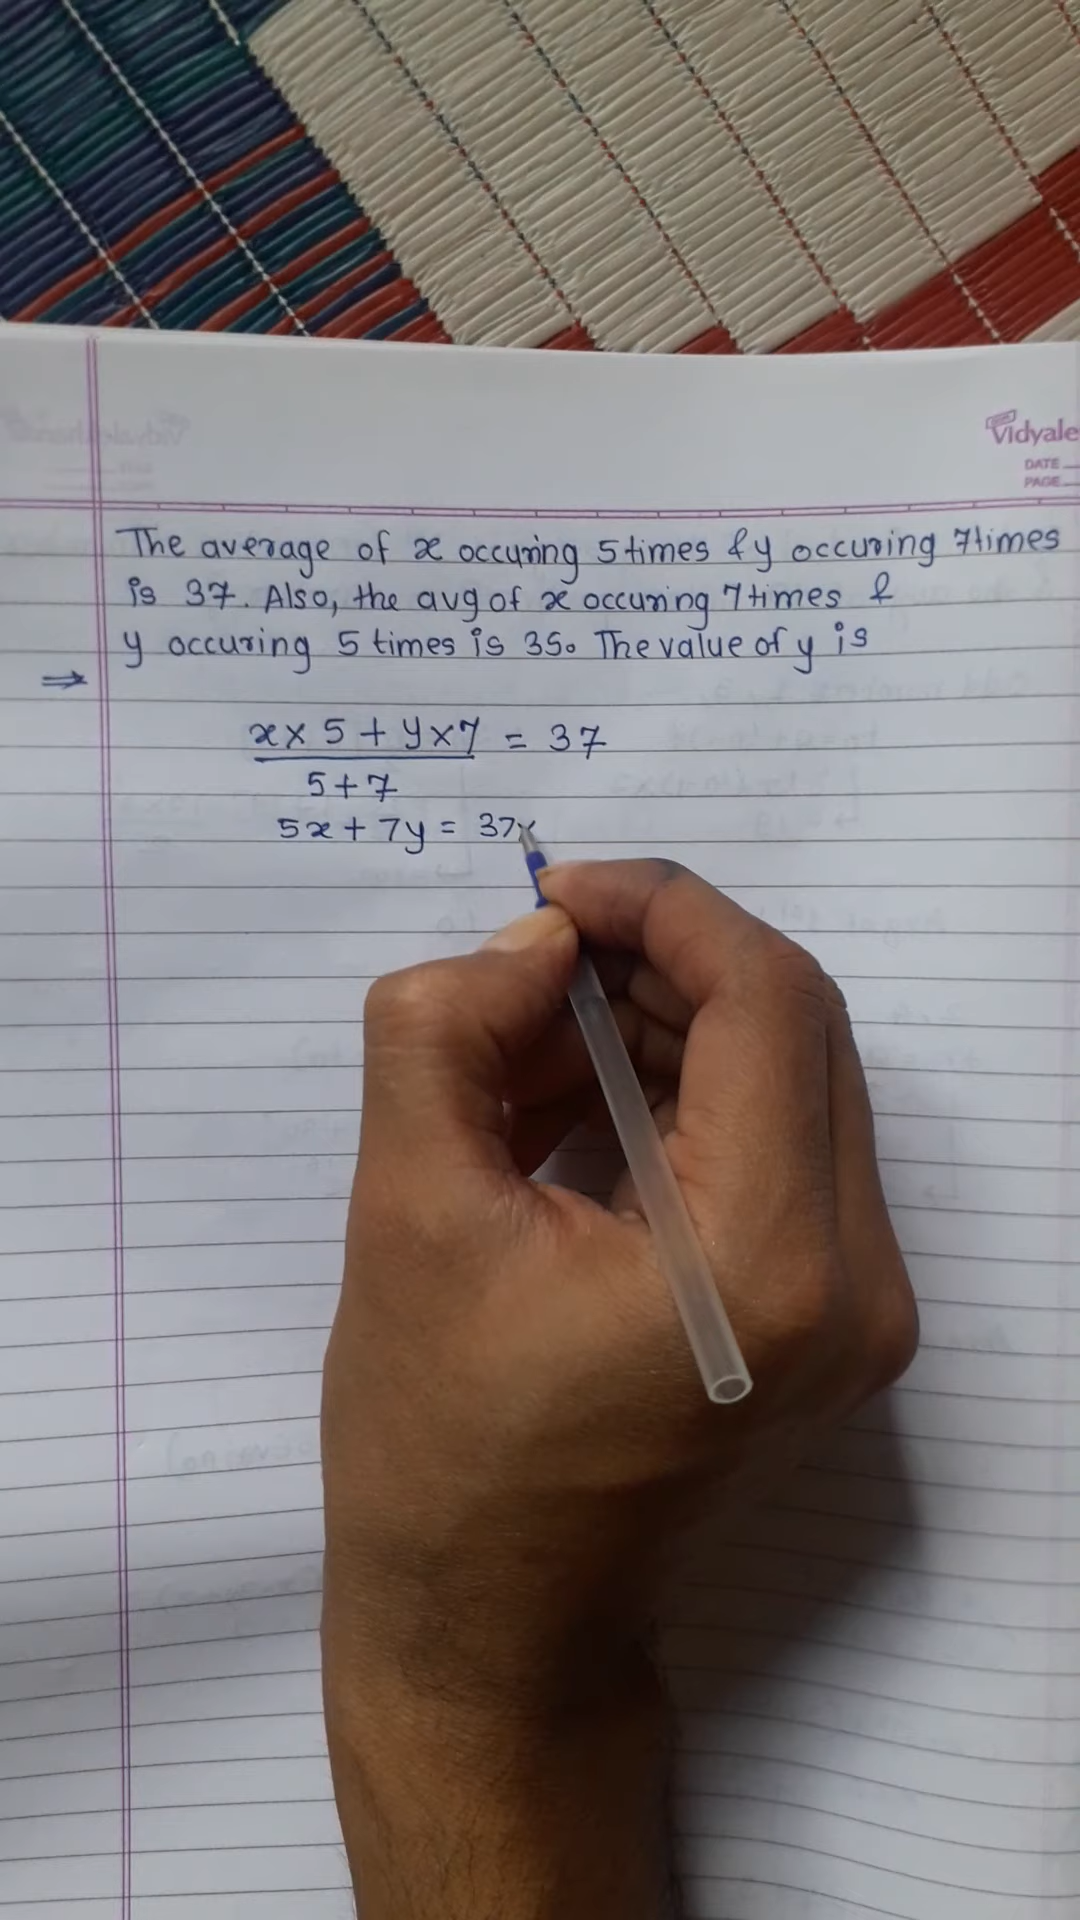 Vidyale
DATE
PAGE
The average of x occuring 5 times & y occuring 7 times
is 37. Also, the avg of x occuring 7 times &
y occuring 5 times is 35. The value of y is
⇒
x × 5 + y × 7 = 37
5 + 7
5x + 7y = 37×